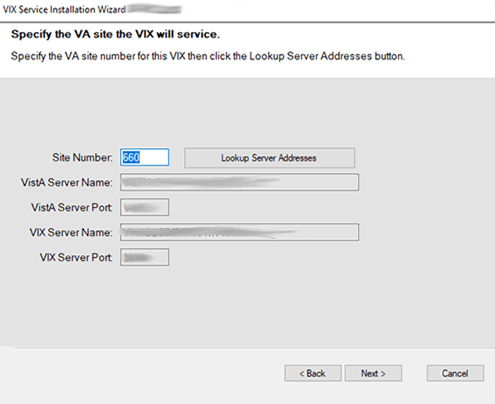 VIX Service Installation Wizard
Specify the VA site the VIX will service.
Specify the VA site number for this VIX then click the Lookup Server Addresses button.
Site Number: 660 Lookup Server Addresses
VistA Server Name:
VistA Server Port
VIX Server Name:
VIX Server Port
< Back Next > Cancel